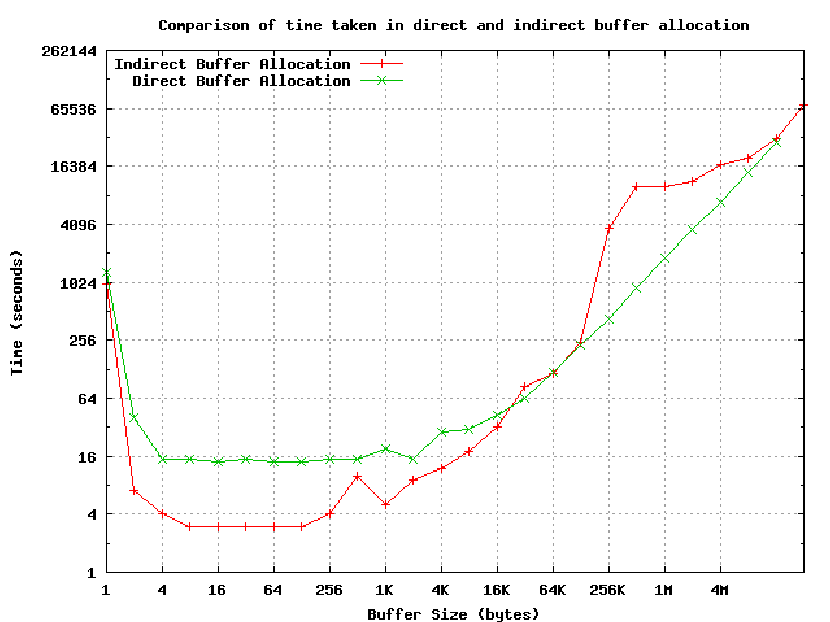 Comparison of time taken in direct and indirect buffer allocation
262144
65536
16384
4096
1024
256
64
16
4
1
Indirect Buffer Allocation
Direct Buffer Allocation
Time (seconds)
1 4 16 64 256 1K 4K 16K 64K 256K 1M 4M
Buffer Size (bytes)